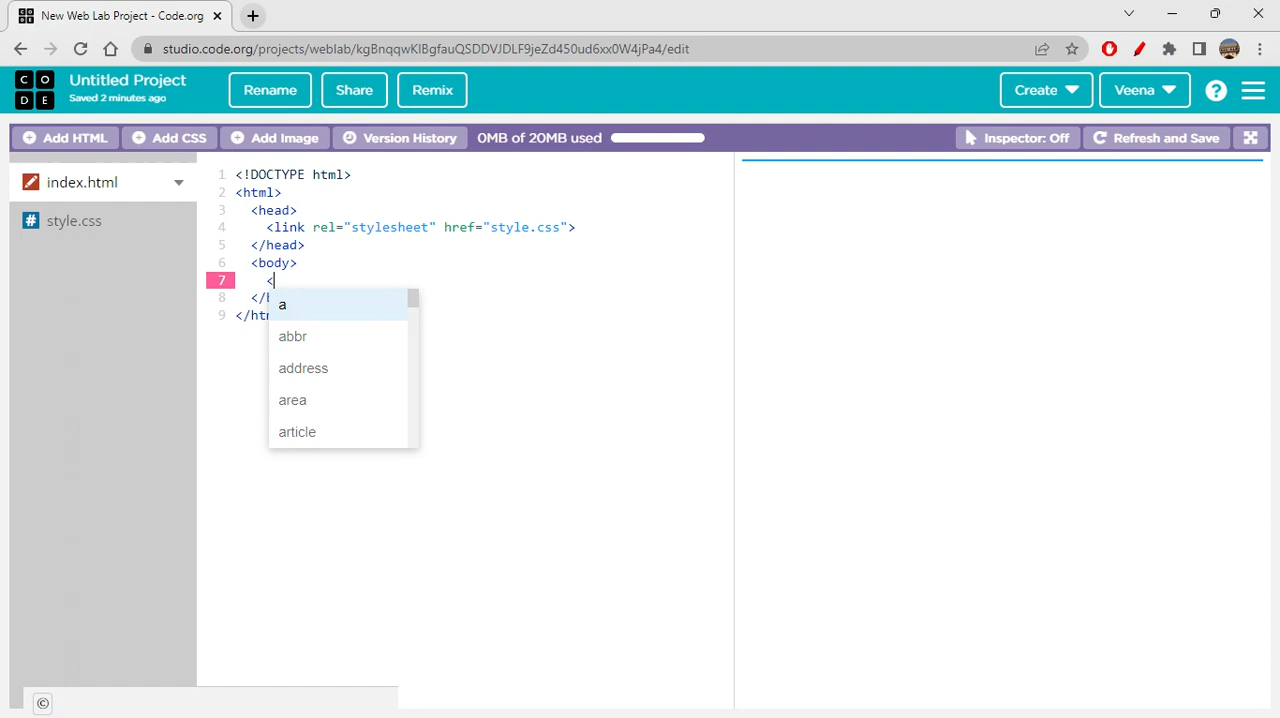 New Web Lab Project - Code.org
studio.code.org/projects/weblab/kgBnqqwKlBgfauQSDDVJDLF9jeZd450ud6xx0W4jPa4/edit
C O D E
Untitled Project
Saved 2 minutes ago
Rename
Share
Remix
Create
Veena
?
Add HTML
Add CSS
Add Image
Version History
0MB of 20MB used
Inspector: Off
Refresh and Save
index.html
# style.css
1 <!DOCTYPE html>
2 <html>
3 <head>
4 <link rel="stylesheet" href="style.css">
5 </head>
6 <body>
7 <
8 </b
9 </htm
a
abbr
address
area
article
©